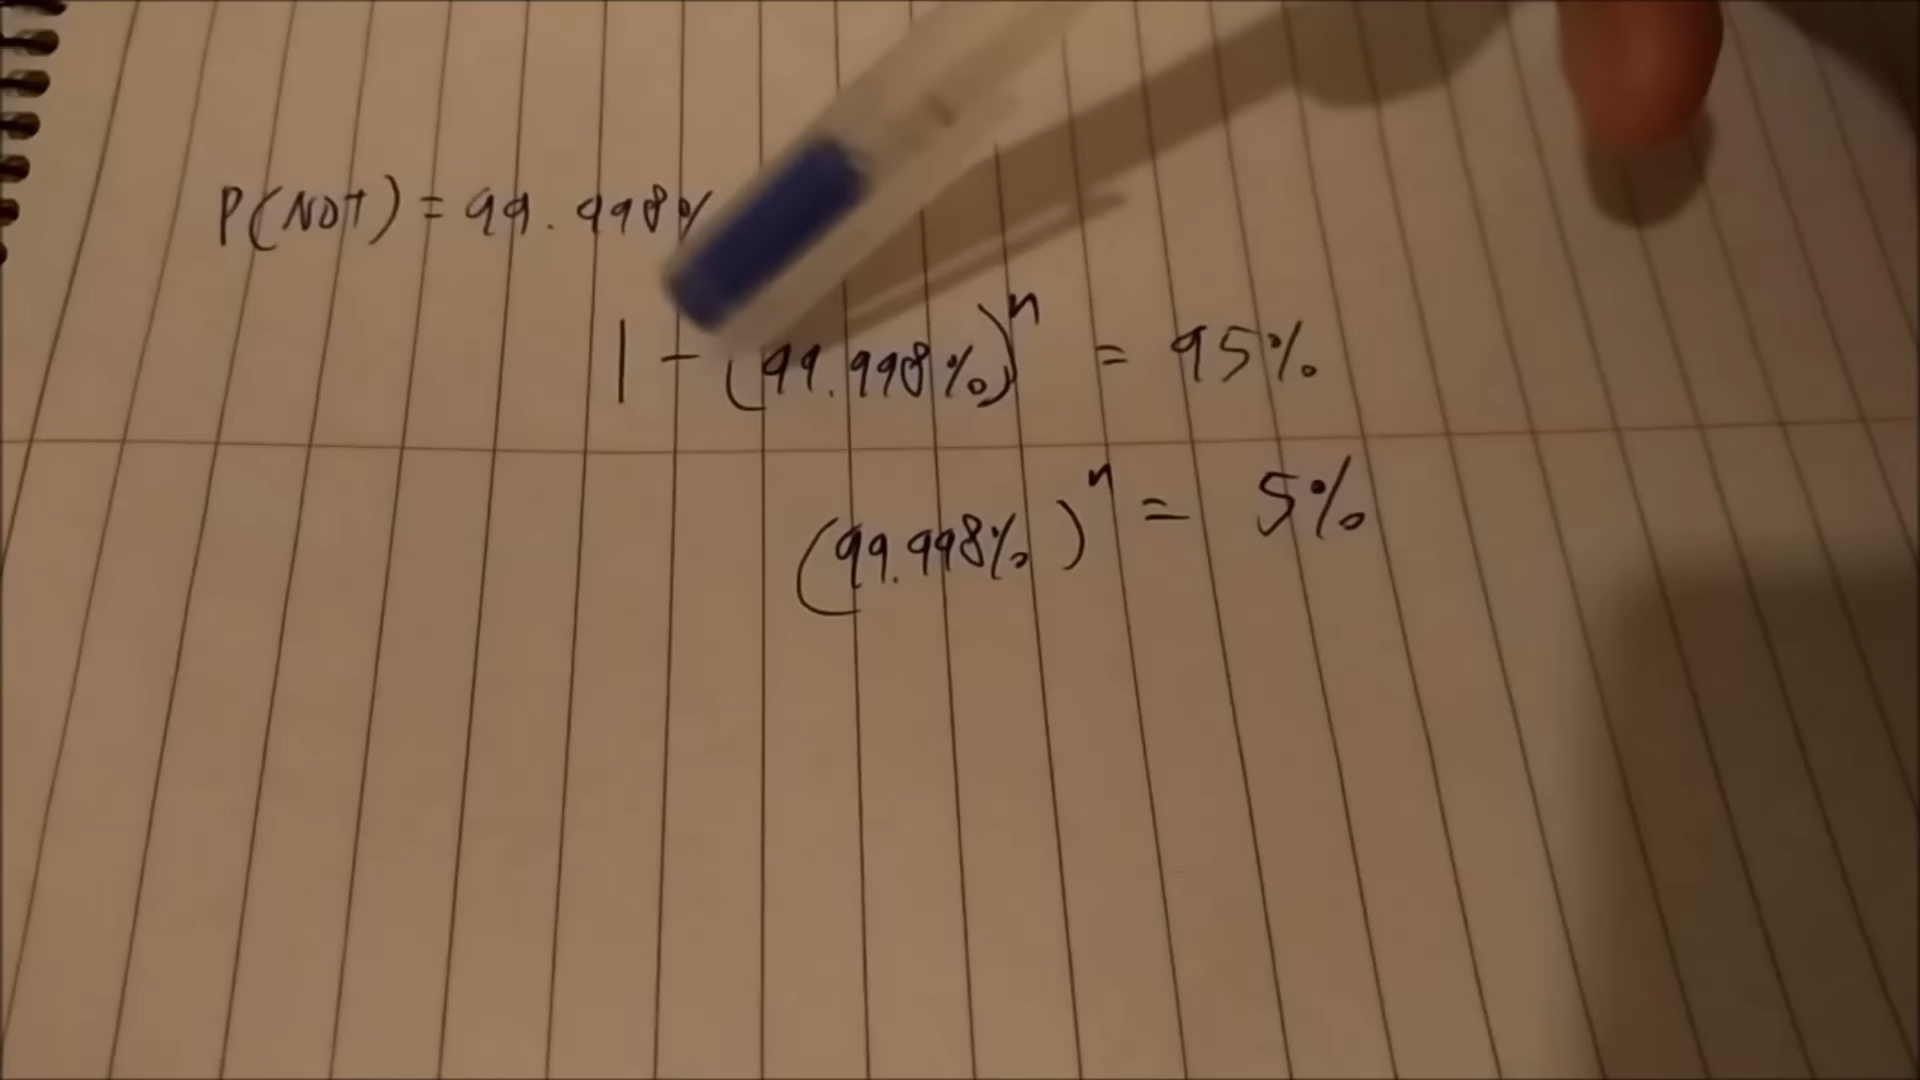 P(NOT) = 99.998%
1 - (99.998%)^n = 95%
(99.998%)^n = 5%